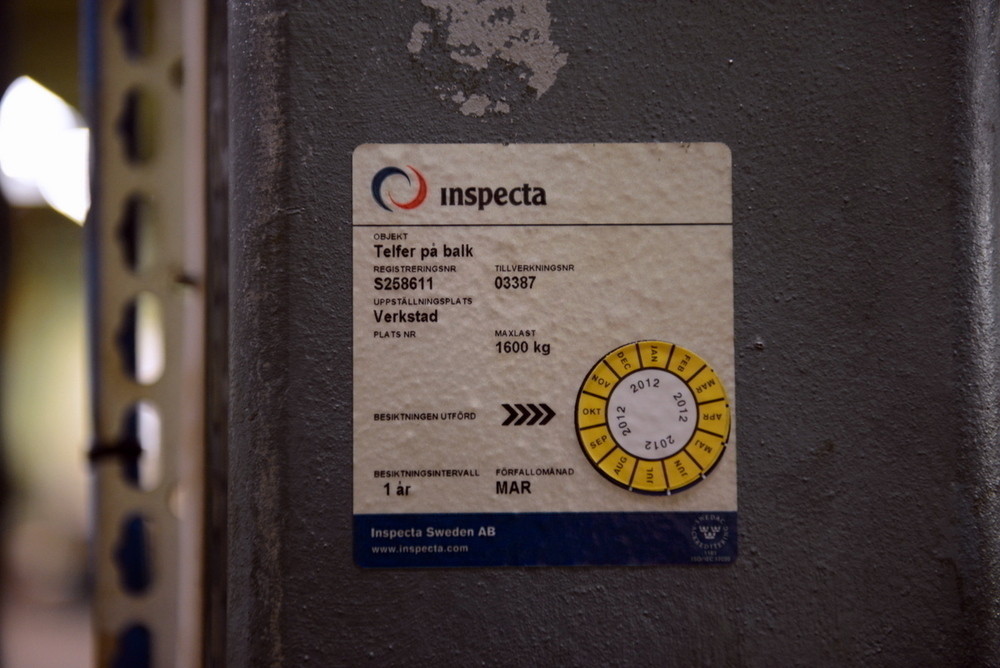 inspecta
OBJEKT
Telfer på balk
REGISTRERINGSNR TILLVERKNINGSNR
S258611 03387
UPPSTÄLLNINGSPLATS
Verkstad
PLATS NR MAXLAST
1600 kg
BESIKTNINGEN UTFÖRD
JAN FEB MAR APR MAJ JUN JUL AUG SEP OKT NOV DEC
2012 2012 2012 2012
BESIKTNINGSINTERVALL FÖRFALLOMÅNAD
1 år MAR
Inspecta Sweden AB
www.inspecta.com